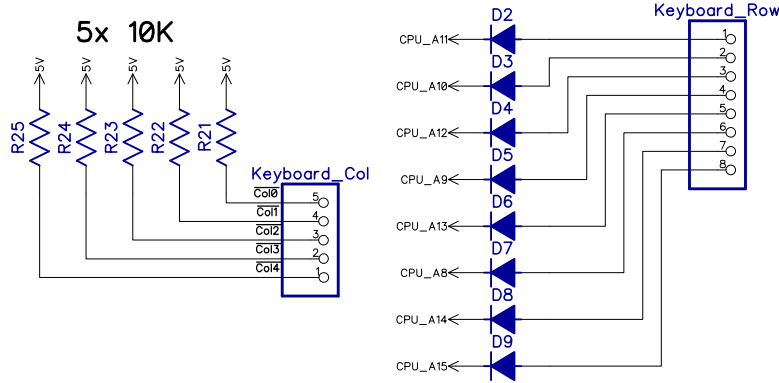 5x 10K
5V 5V 5V 5V 5V
R25 R24 R23 R22 R21
Keyboard_Col
Col0 5
Col1 4
Col2 3
Col3 2
Col4 1
Keyboard_Row
D2
CPU_A11 1
D3 2
CPU_A10 3
D4 4
CPU_A12 5
D5 6
CPU_A9 7
D6 8
CPU_A13
D7
CPU_A8
D8
CPU_A14
D9
CPU_A15